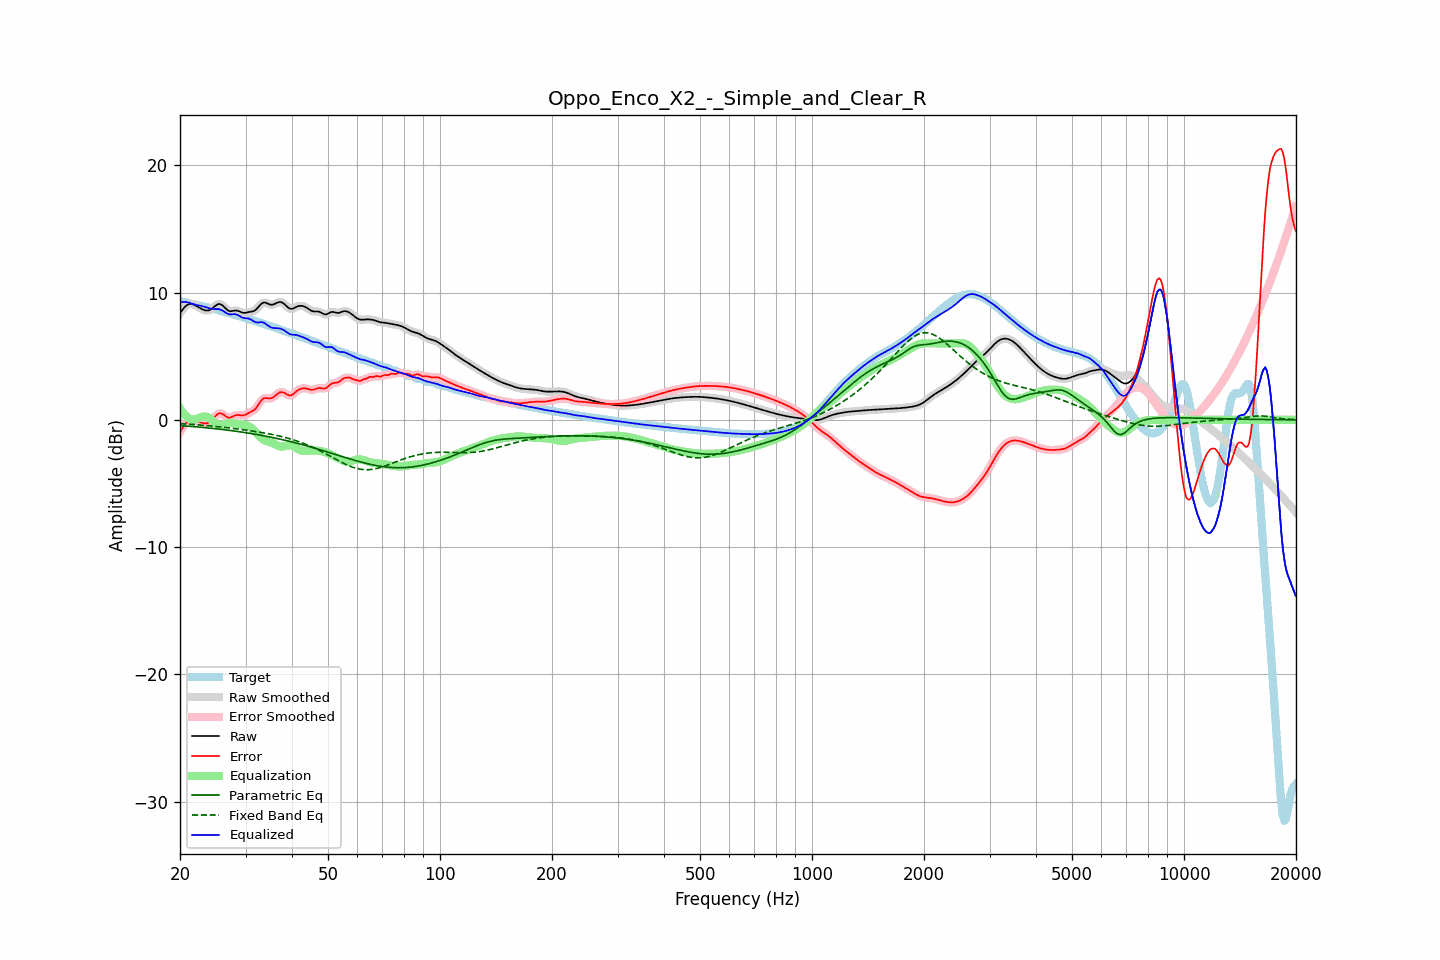 Oppo_Enco_X2_-_Simple_and_Clear_R
Amplitude (dBr)
20
10
0
−10
−20
−30
Target
Raw Smoothed
Error Smoothed
Raw
Error
Equalization
Parametric Eq
Fixed Band Eq
Equalized
20 50 100 200 500 1000 2000 5000 10000 20000
Frequency (Hz)